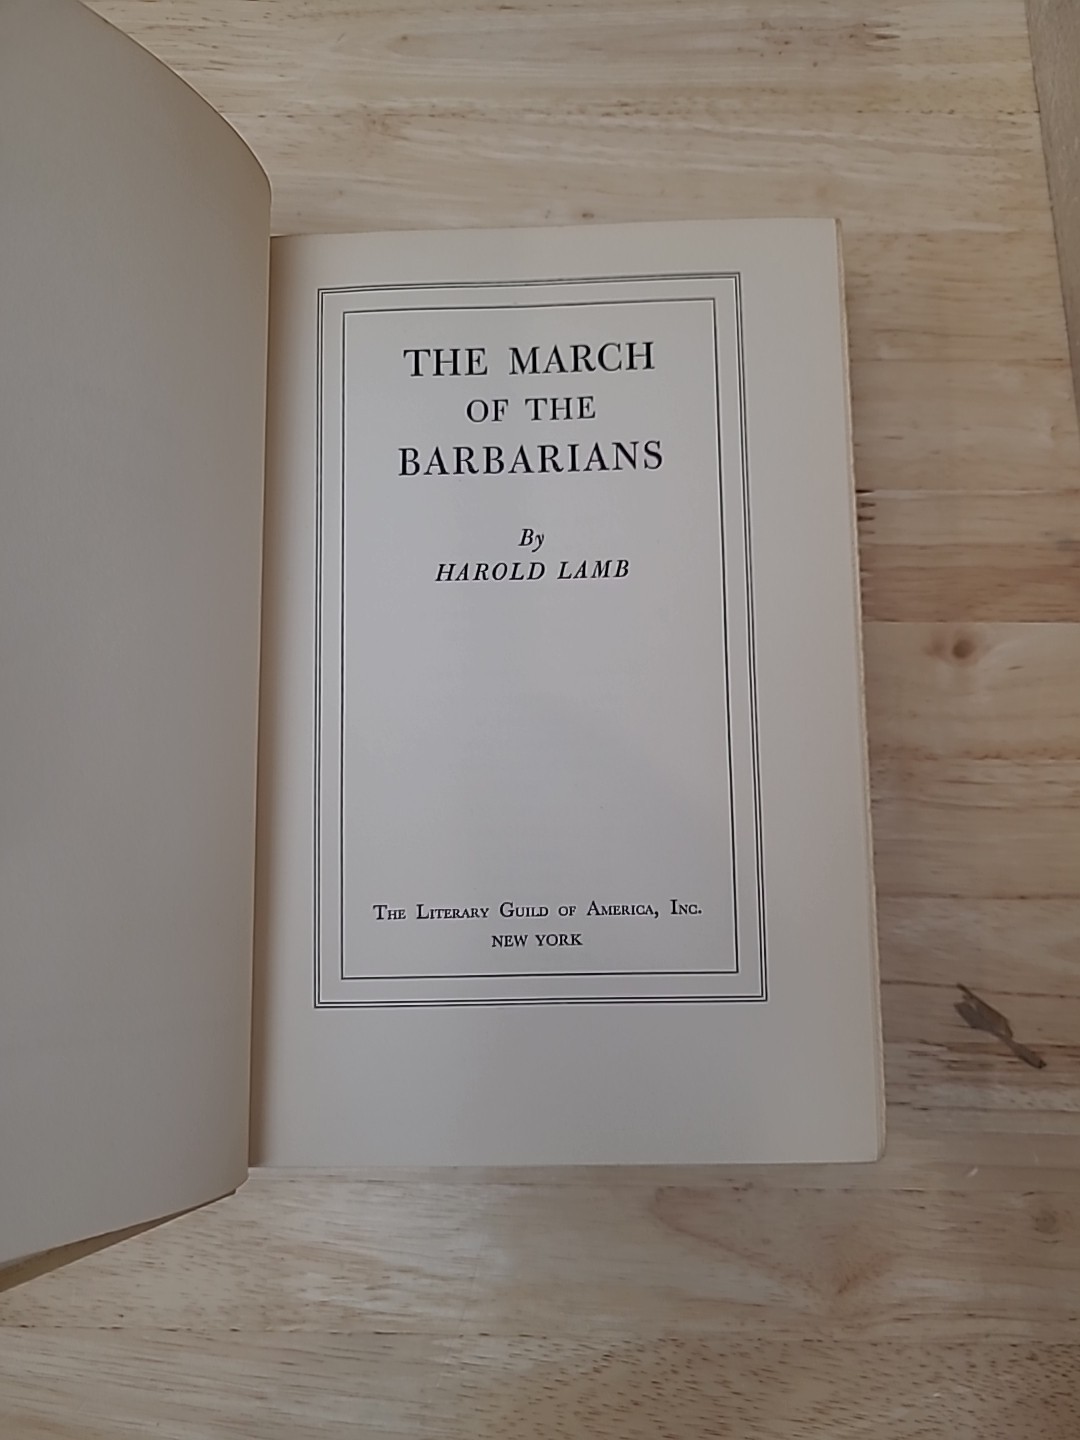 THE MARCH
OF THE
BARBARIANS
By
HAROLD LAMB
The Literary Guild of America, Inc.
NEW YORK